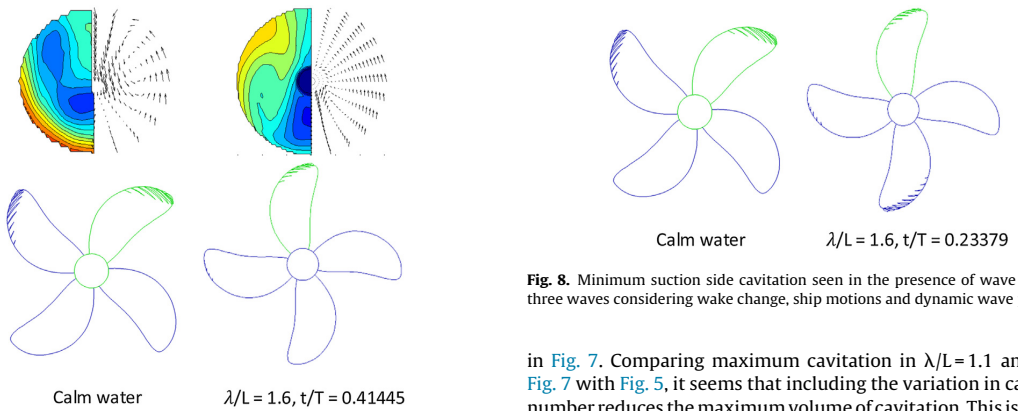 Calm water
λ/L = 1.6, t/T = 0.41445
Calm water
λ/L = 1.6, t/T = 0.23379
Fig. 8. Minimum suction side cavitation seen in the presence of wave
three waves considering wake change, ship motions and dynamic wave
in Fig. 7. Comparing maximum cavitation in λ/L = 1.1 an
Fig. 7 with Fig. 5, it seems that including the variation in ca
number reduces the maximum volume of cavitation. This is